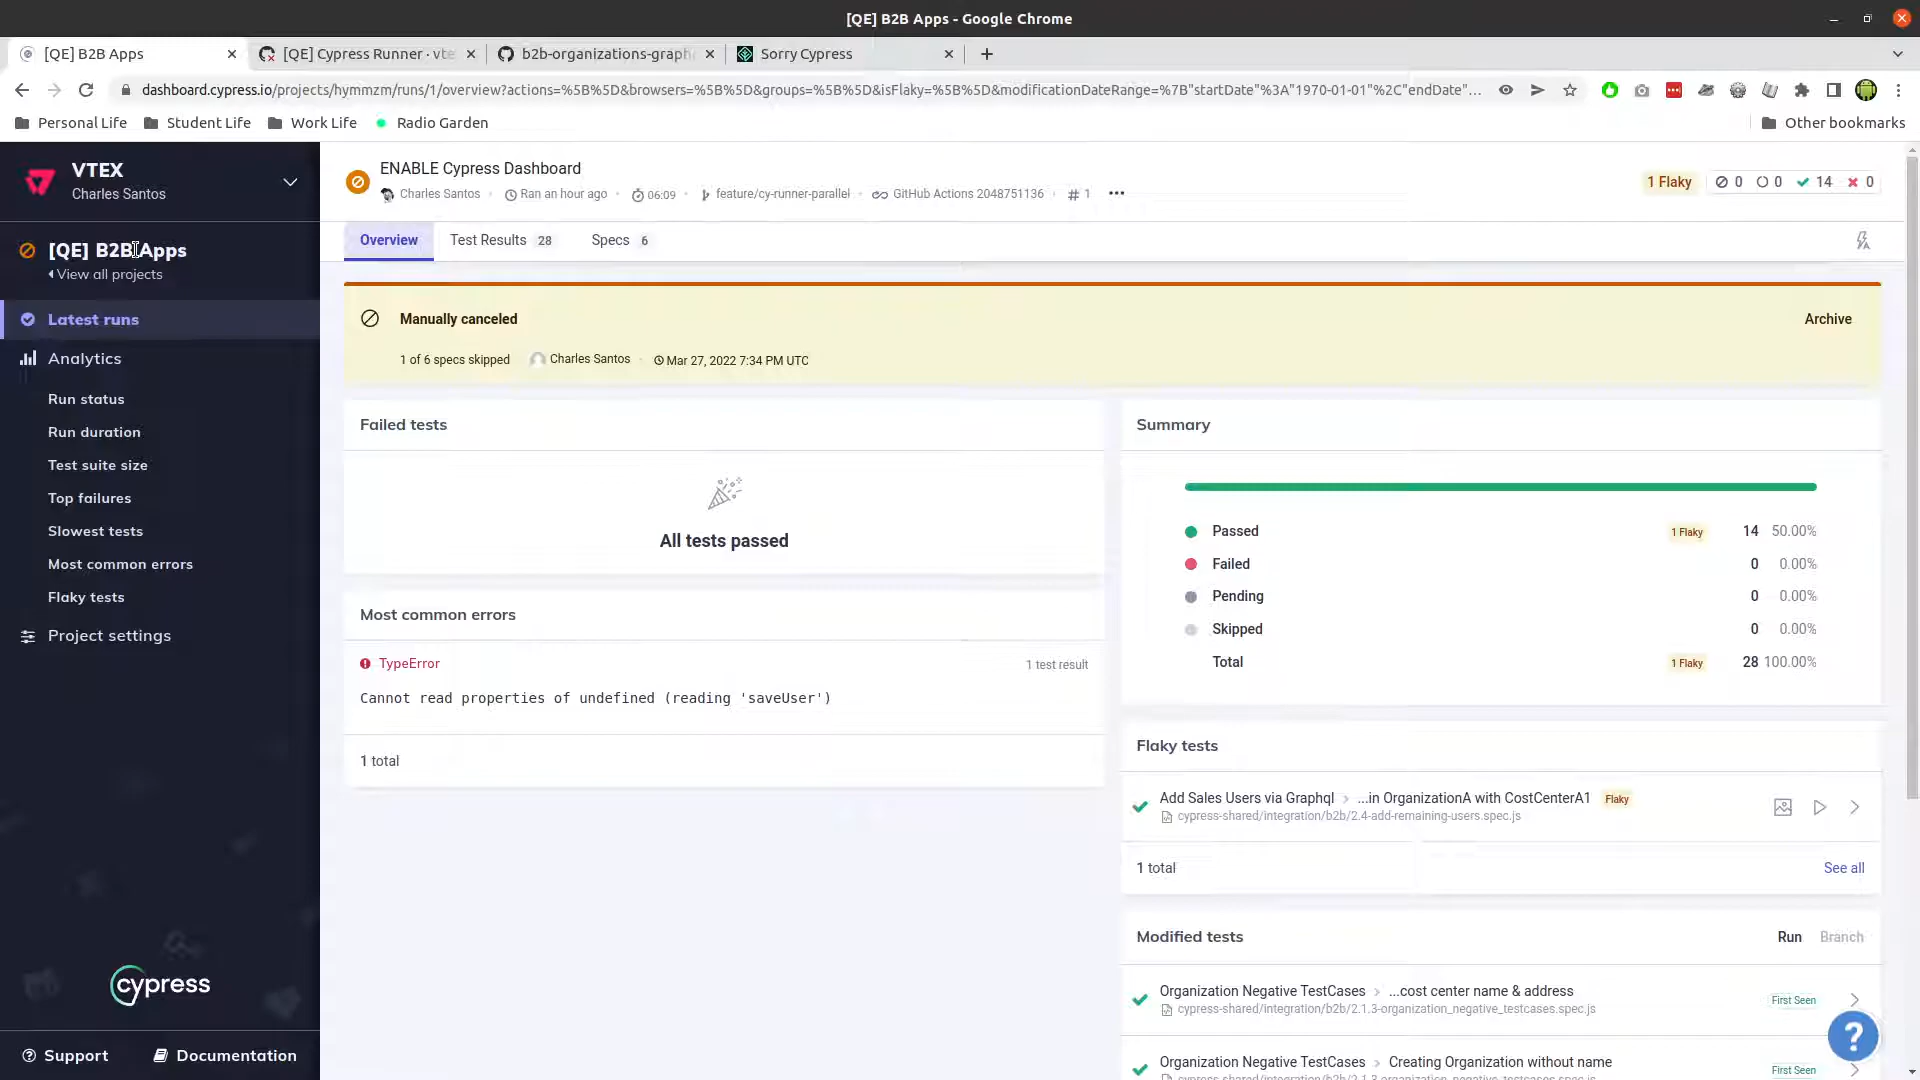 [QE] B2B Apps - Google Chrome
[QE] B2B Apps
[QE] Cypress Runner · vte
b2b-organizations-graph
Sorry Cypress
dashboard.cypress.io/projects/hymmzm/runs/1/overview?actions=%5B%5D&browsers=%5B%5D&groups=%5B%5D&isFlaky=%5B%5D&modificationDateRange=%7B"startDate"%3A"1970-01-01"%2C"endDate"...
Personal Life
Student Life
Work Life
Radio Garden
Other bookmarks
VTEX
Charles Santos
[QE] B2B Apps
View all projects
Latest runs
Analytics
Run status
Run duration
Test suite size
Top failures
Slowest tests
Most common errors
Flaky tests
Project settings
cypress
Support
Documentation
ENABLE Cypress Dashboard
Charles Santos · Ran an hour ago · 06:09 · feature/cy-runner-parallel · GitHub Actions 2048751136 · # 1
1 Flaky 0 0 14 0
Overview
Test Results 28
Specs 6
Manually canceled
Archive
1 of 6 specs skipped
Charles Santos · Mar 27, 2022 7:34 PM UTC
Failed tests
All tests passed
Most common errors
TypeError
1 test result
Cannot read properties of undefined (reading 'saveUser')
1 total
Summary
Passed 1 Flaky 14 50.00%
Failed 0 0.00%
Pending 0 0.00%
Skipped 0 0.00%
Total 1 Flaky 28 100.00%
Flaky tests
Add Sales Users via Graphql > ...in OrganizationA with CostCenterA1 Flaky
cypress-shared/integration/b2b/2.4-add-remaining-users.spec.js
1 total
See all
Modified tests
Run Branch
Organization Negative TestCases > ...cost center name & address
First Seen
cypress-shared/integration/b2b/2.1.3-organization_negative_testcases.spec.js
Organization Negative TestCases > Creating Organization without name
First Seen
cypress-shared/integration/b2b/2.1.3-organization_negative_testcases.spec.js